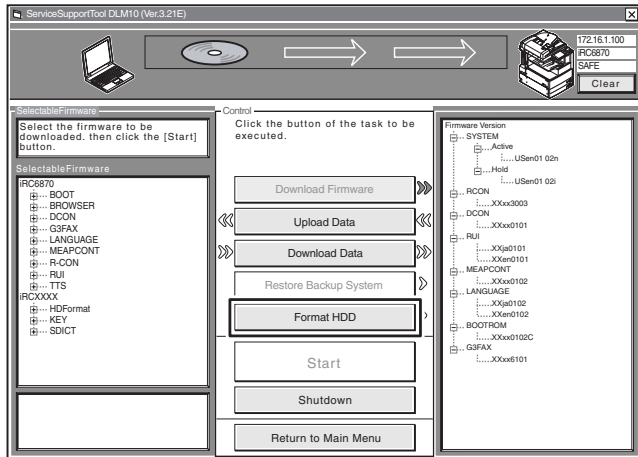 ServiceSupportTool DLM10 (Ver.3.21E)
172.16.1.100
iRC6870
SAFE
Clear
SelectableFirmware
Select the firmware to be
downloaded. then click the [Start]
button.
SelectableFirmware
iRC6870
BOOT
BROWSER
DCON
G3FAX
LANGUAGE
MEAPCONT
R-CON
RUI
TTS
iRCXXXX
HDFormat
KEY
SDICT
Control
Click the button of the task to be
executed.
Download Firmware
Upload Data
Download Data
Restore Backup System
Format HDD
Start
Shutdown
Return to Main Menu
Firmware Version
SYSTEM
Active
USen01 02n
Hold
USen01 02i
RCON
XXxx3003
DCON
XXxx0101
RUI
XXja0101
XXen0101
MEAPCONT
XXxx0102
LANGUAGE
XXja0102
XXen0102
BOOTROM
XXxx0102C
G3FAX
XXxx6101